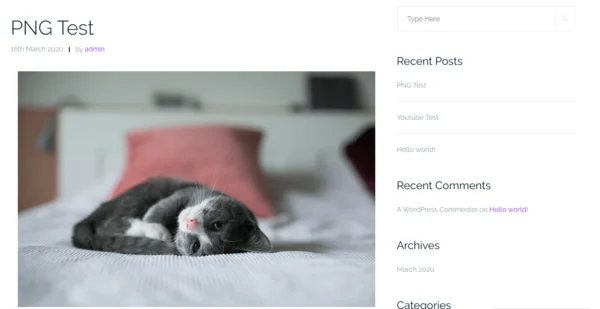 PNG Test
16th March 2020 | by admin
Type Here
Recent Posts
PNG Test
Youtube Test
Hello world!
Recent Comments
A WordPress Commenter on Hello world!
Archives
March 2020
Categories